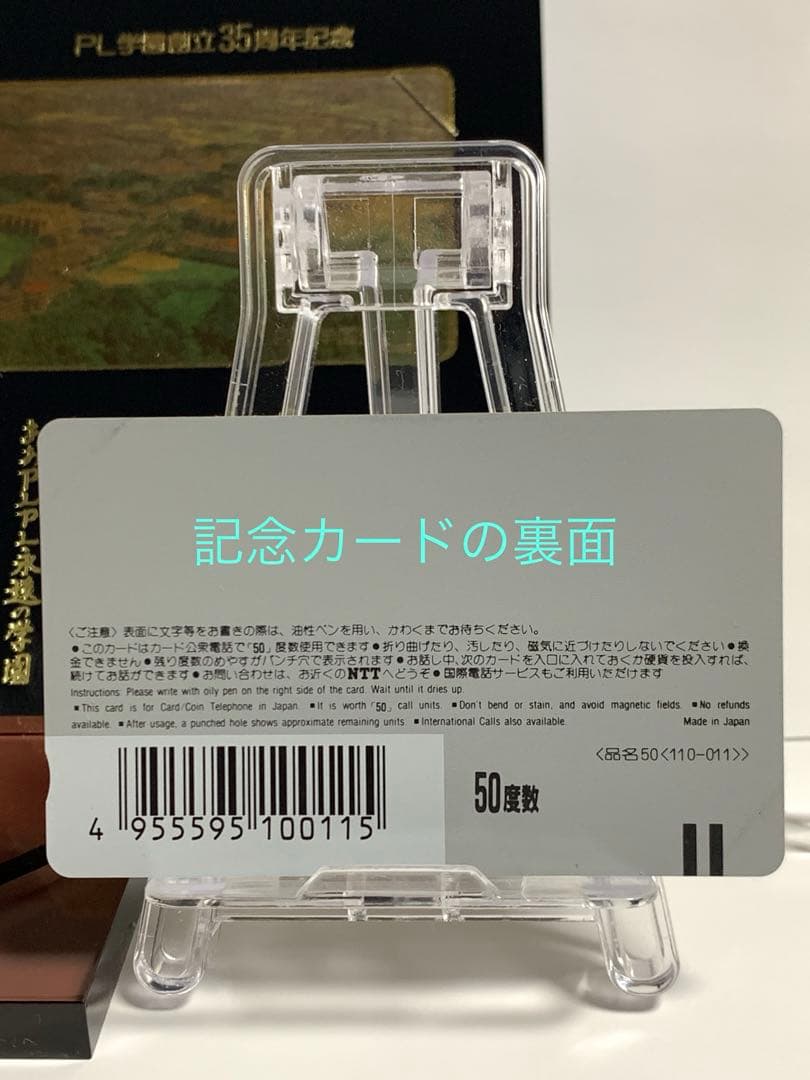 PL学園創立35周年記念
ああPLPL永遠の学園
記念カードの裏面
〈ご注意〉表面に文字等をお書きの際は、油性ペンを用い、かわくまでお待ちください。
●このカードはカード公衆電話で「50」度数使用できます●折り曲げたり、汚したり、磁気に近づけたりしないでください●換
金できません●残り度数のめやすがパンチ穴で表示されます●お話し中、次のカードを入口に入れておくか硬貨を投入すれば、
続けてお話ができます●お問い合わせは、お近くのNTTへどうぞ●国際電話サービスもご利用いただけます
Instructions: Please write with oily pen on the right side of the card. Wait until it dries up.
■This card is for Card/Coin Telephone in Japan. ■It is worth「50」call units. ■Don't bend or stain, and avoid magnetic fields. ■No refunds
available. ■After usage, a punched hole shows approximate remaining units. ■International Calls also available. Made in Japan
〈品名50〈110-011〉〉
50度数
4 955595 100115